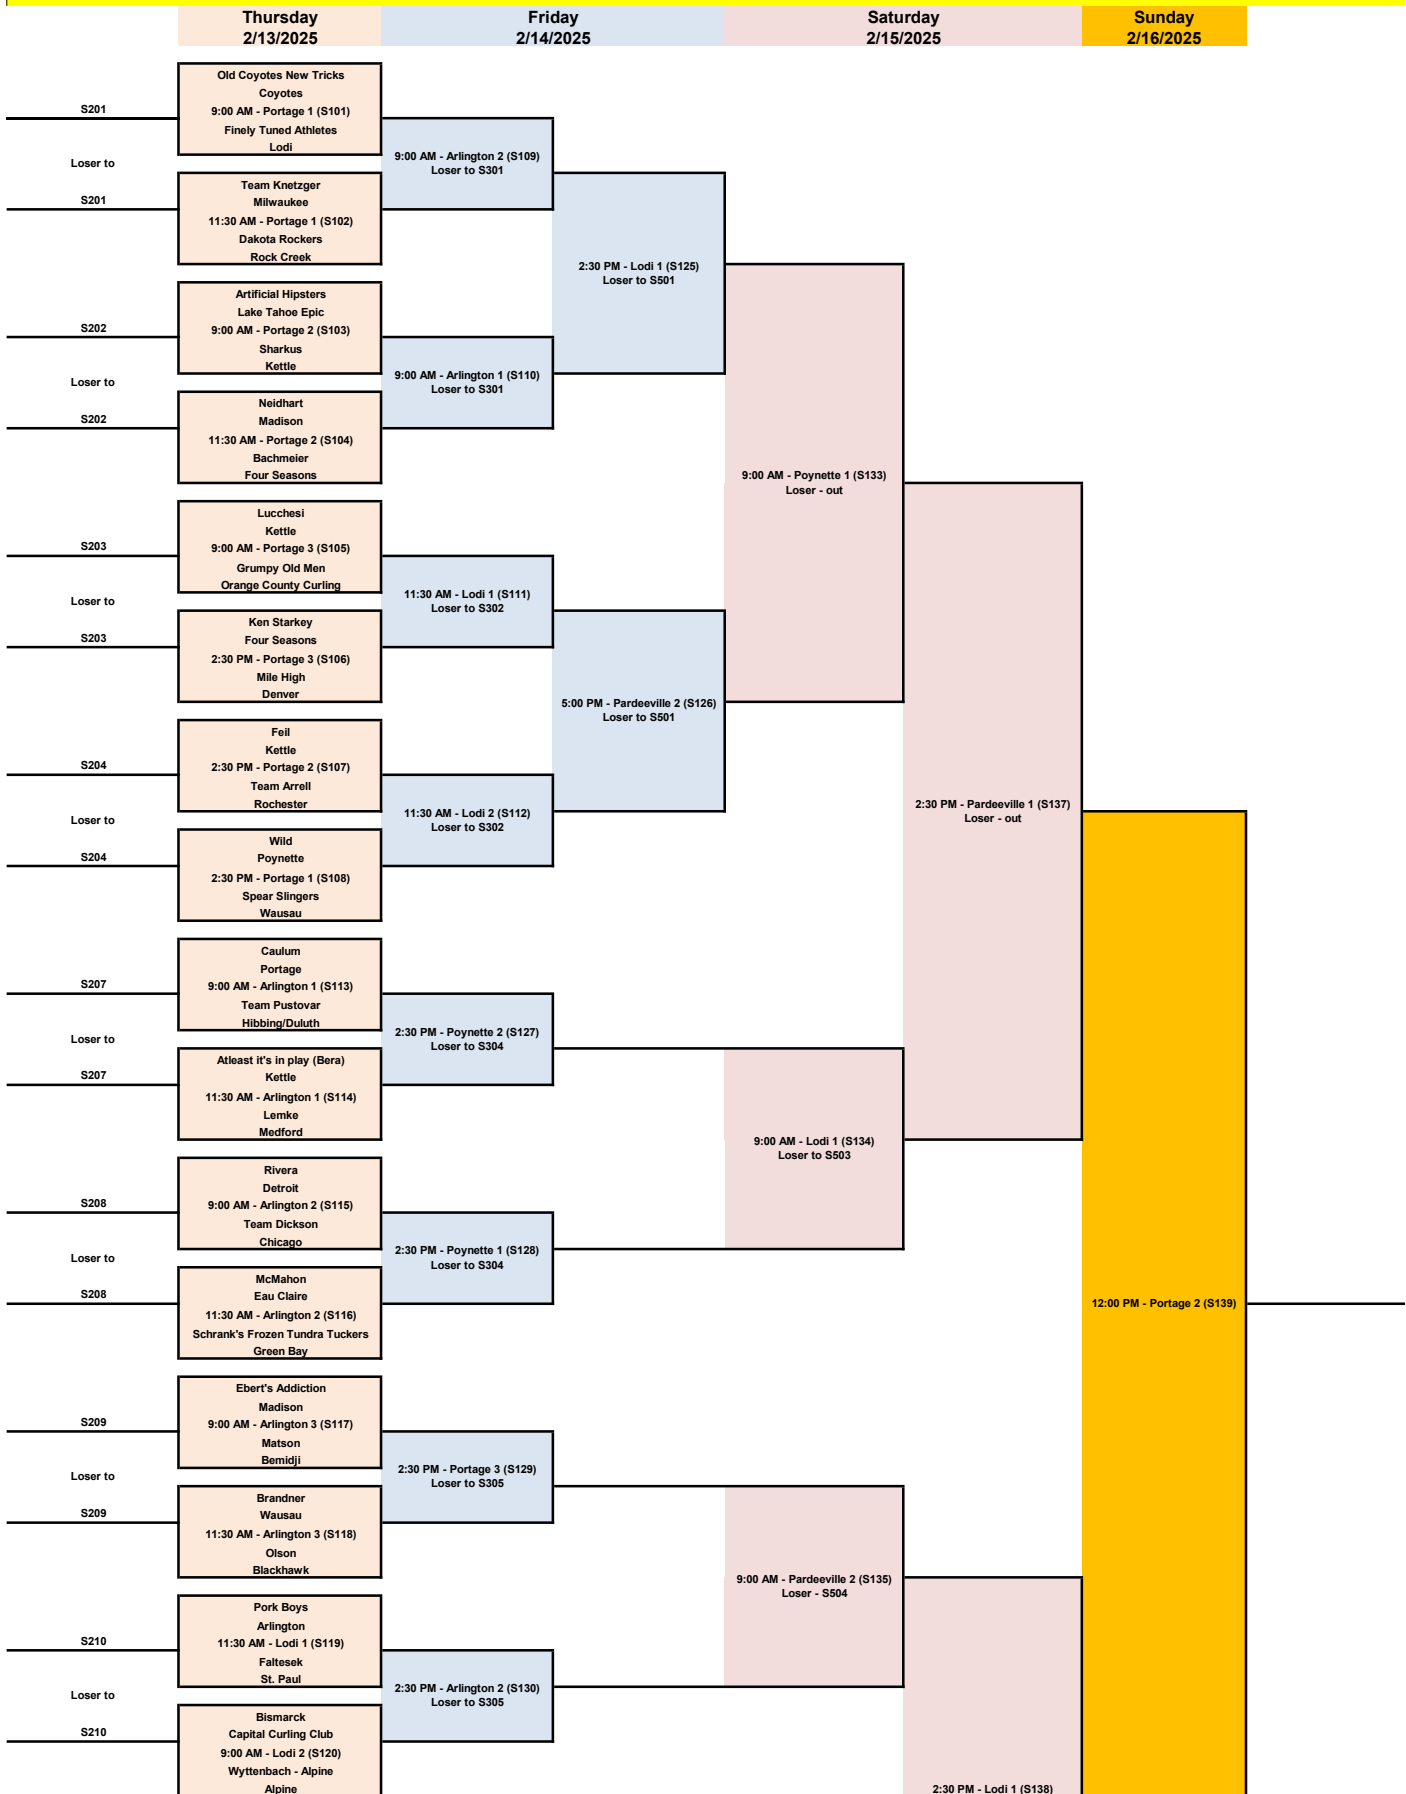 Thursday
2/13/2025
Friday
2/14/2025
Saturday
2/15/2025
Sunday
2/16/2025
S201
Loser to
S201
S202
Loser to
S202
S203
Loser to
S203
S204
Loser to
S204
S207
Loser to
S207
S208
Loser to
S208
S209
Loser to
S209
S210
Loser to
S210
Old Coyotes New Tricks
Coyotes
9:00 AM - Portage 1 (S101)
Finely Tuned Athletes
Lodi
Team Knetzger
Milwaukee
11:30 AM - Portage 1 (S102)
Dakota Rockers
Rock Creek
Artificial Hipsters
Lake Tahoe Epic
9:00 AM - Portage 2 (S103)
Sharkus
Kettle
Neidhart
Madison
11:30 AM - Portage 2 (S104)
Bachmeier
Four Seasons
Lucchesi
Kettle
9:00 AM - Portage 3 (S105)
Grumpy Old Men
Orange County Curling
Ken Starkey
Four Seasons
2:30 PM - Portage 3 (S106)
Mile High
Denver
Feil
Kettle
2:30 PM - Portage 2 (S107)
Team Arrell
Rochester
Wild
Poynette
2:30 PM - Portage 1 (S108)
Spear Slingers
Wausau
Caulum
Portage
9:00 AM - Arlington 1 (S113)
Team Pustovar
Hibbing/Duluth
Atleast it's in play (Bera)
Kettle
11:30 AM - Arlington 1 (S114)
Lemke
Medford
Rivera
Detroit
9:00 AM - Arlington 2 (S115)
Team Dickson
Chicago
McMahon
Eau Claire
11:30 AM - Arlington 2 (S116)
Schrank's Frozen Tundra Tuckers
Green Bay
Ebert's Addiction
Madison
9:00 AM - Arlington 3 (S117)
Matson
Bemidji
Brandner
Wausau
11:30 AM - Arlington 3 (S118)
Olson
Blackhawk
Pork Boys
Arlington
11:30 AM - Lodi 1 (S119)
Faltesek
St. Paul
Bismarck
Capital Curling Club
9:00 AM - Lodi 2 (S120)
Wyttenbach - Alpine
Alpine
9:00 AM - Arlington 2 (S109)
Loser to S301
9:00 AM - Arlington 1 (S110)
Loser to S301
11:30 AM - Lodi 1 (S111)
Loser to S302
11:30 AM - Lodi 2 (S112)
Loser to S302
2:30 PM - Poynette 2 (S127)
Loser to S304
2:30 PM - Poynette 1 (S128)
Loser to S304
2:30 PM - Portage 3 (S129)
Loser to S305
2:30 PM - Arlington 2 (S130)
Loser to S305
2:30 PM - Lodi 1 (S125)
Loser to S501
5:00 PM - Pardeeville 2 (S126)
Loser to S501
9:00 AM - Poynette 1 (S133)
Loser - out
9:00 AM - Lodi 1 (S134)
Loser to S503
9:00 AM - Pardeeville 2 (S135)
Loser - S504
2:30 PM - Pardeeville 1 (S137)
Loser - out
2:30 PM - Lodi 1 (S138)
12:00 PM - Portage 2 (S139)